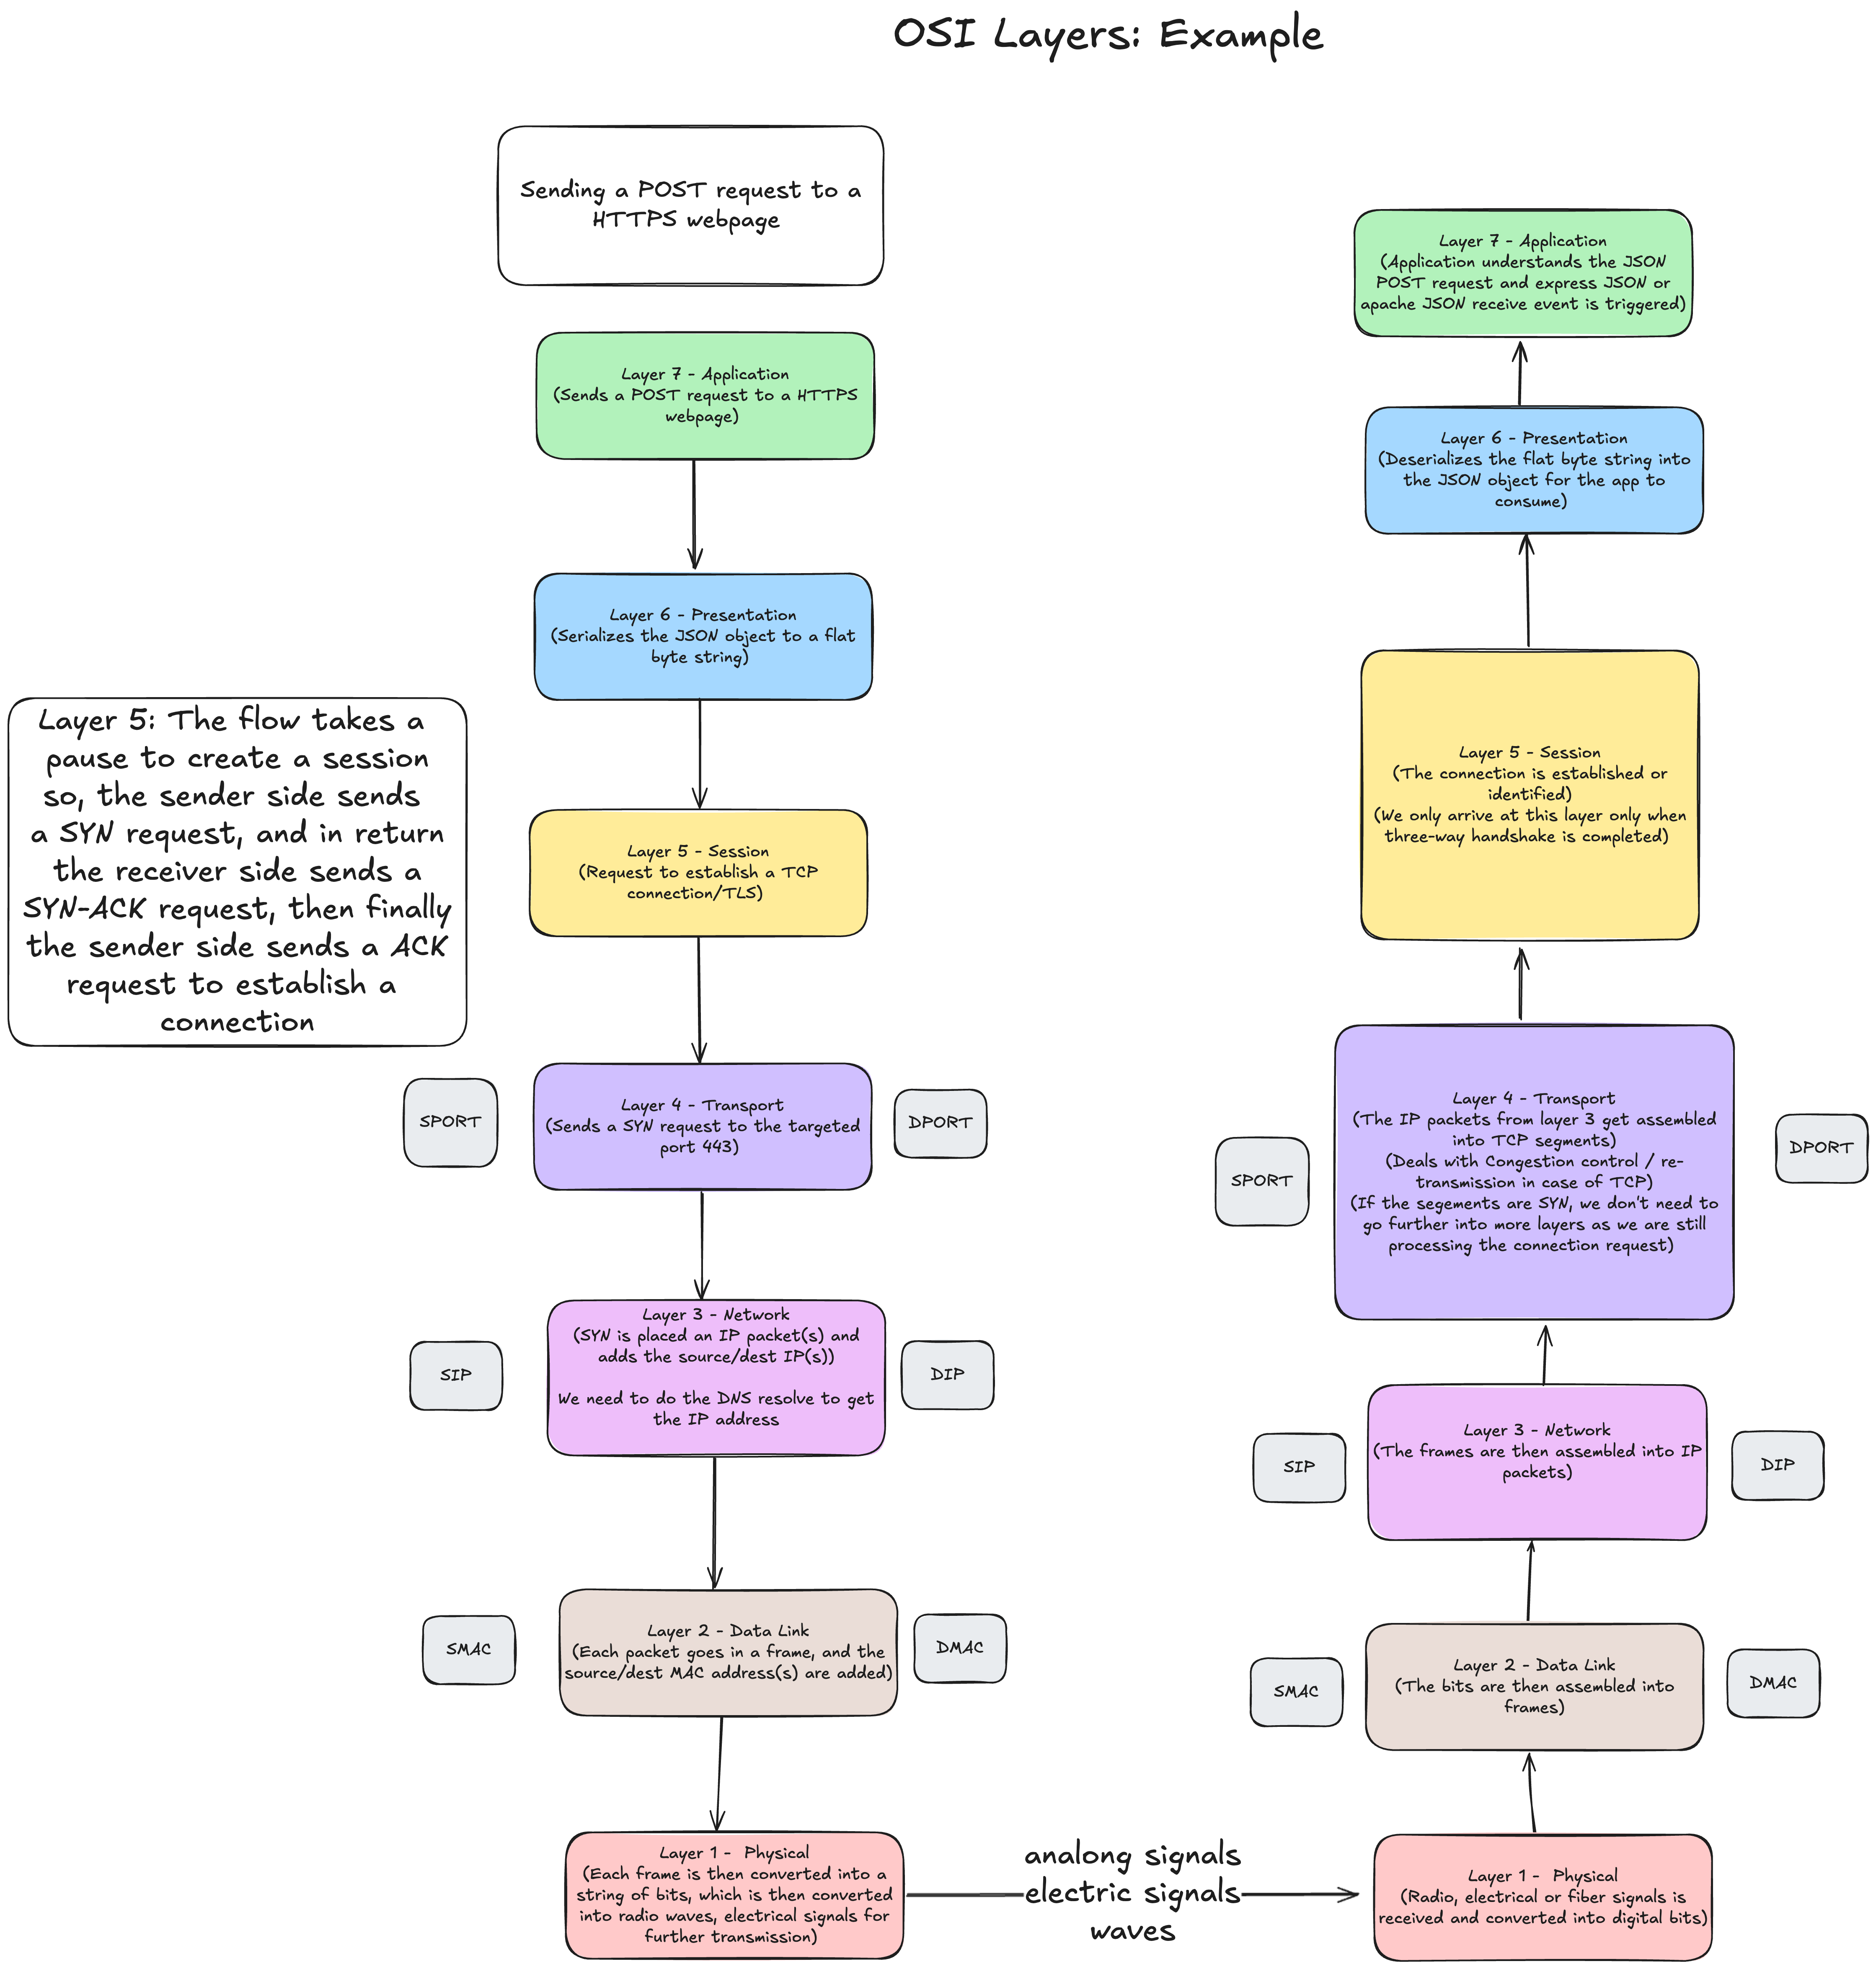 OSI Layers: Example
Sending a POST request to a
HTTPS webpage
Layer 7 - Application
(Sends a POST request to a HTTPS
webpage)
Layer 6 - Presentation
(Serializes the JSON object to a flat
byte string)
Layer 5: The flow takes a
pause to create a session
so, the sender side sends
a SYN request, and in return
the receiver side sends a
SYN-ACK request, then finally
the sender side sends a ACK
request to establish a
connection
Layer 5 - Session
(Request to establish a TCP
connection/TLS)
SPORT
Layer 4 - Transport
(Sends a SYN request to the targeted
port 443)
DPORT
SIP
Layer 3 - Network
(SYN is placed an IP packet(s) and
adds the source/dest IP(s))
We need to do the DNS resolve to get
the IP address
DIP
SMAC
Layer 2 - Data Link
(Each packet goes in a frame, and the
source/dest MAC address(s) are added)
DMAC
Layer 1 - Physical
(Each frame is then converted into a
string of bits, which is then converted
into radio waves, electrical signals for
further transmission)
analong signals
electric signals
waves
Layer 1 - Physical
(Radio, electrical or fiber signals is
received and converted into digital bits)
SMAC
Layer 2 - Data Link
(The bits are then assembled into
frames)
DMAC
SIP
Layer 3 - Network
(The frames are then assembled into IP
packets)
DIP
SPORT
Layer 4 - Transport
(The IP packets from layer 3 get assembled
into TCP segments)
(Deals with Congestion control / re-
transmission in case of TCP)
(If the segements are SYN, we don't need to
go further into more layers as we are still
processing the connection request)
DPORT
Layer 5 - Session
(The connection is established or
identified)
(We only arrive at this layer only when
three-way handshake is completed)
Layer 6 - Presentation
(Deserializes the flat byte string into
the JSON object for the app to
consume)
Layer 7 - Application
(Application understands the JSON
POST request and express JSON or
apache JSON receive event is triggered)